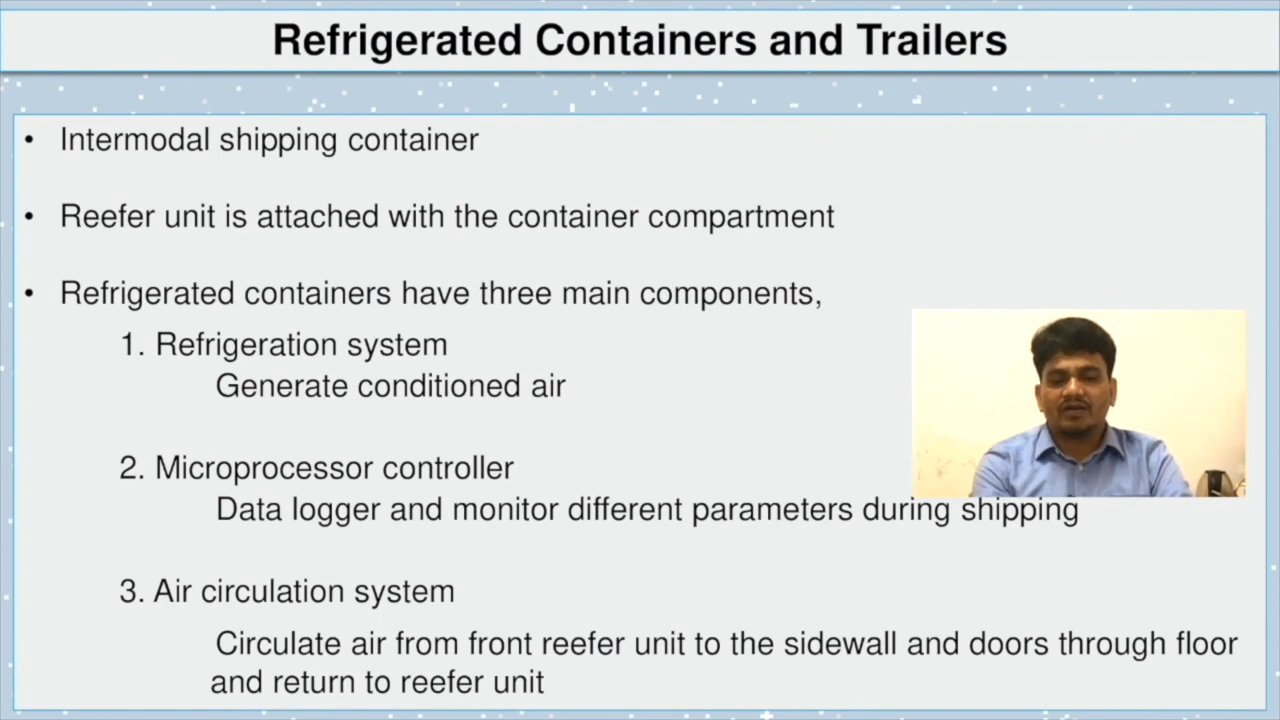 Refrigerated Containers and Trailers
• Intermodal shipping container
• Reefer unit is attached with the container compartment
• Refrigerated containers have three main components,
1. Refrigeration system
Generate conditioned air
2. Microprocessor controller
Data logger and monitor different parameters during shipping
3. Air circulation system
Circulate air from front reefer unit to the sidewall and doors through floor
and return to reefer unit